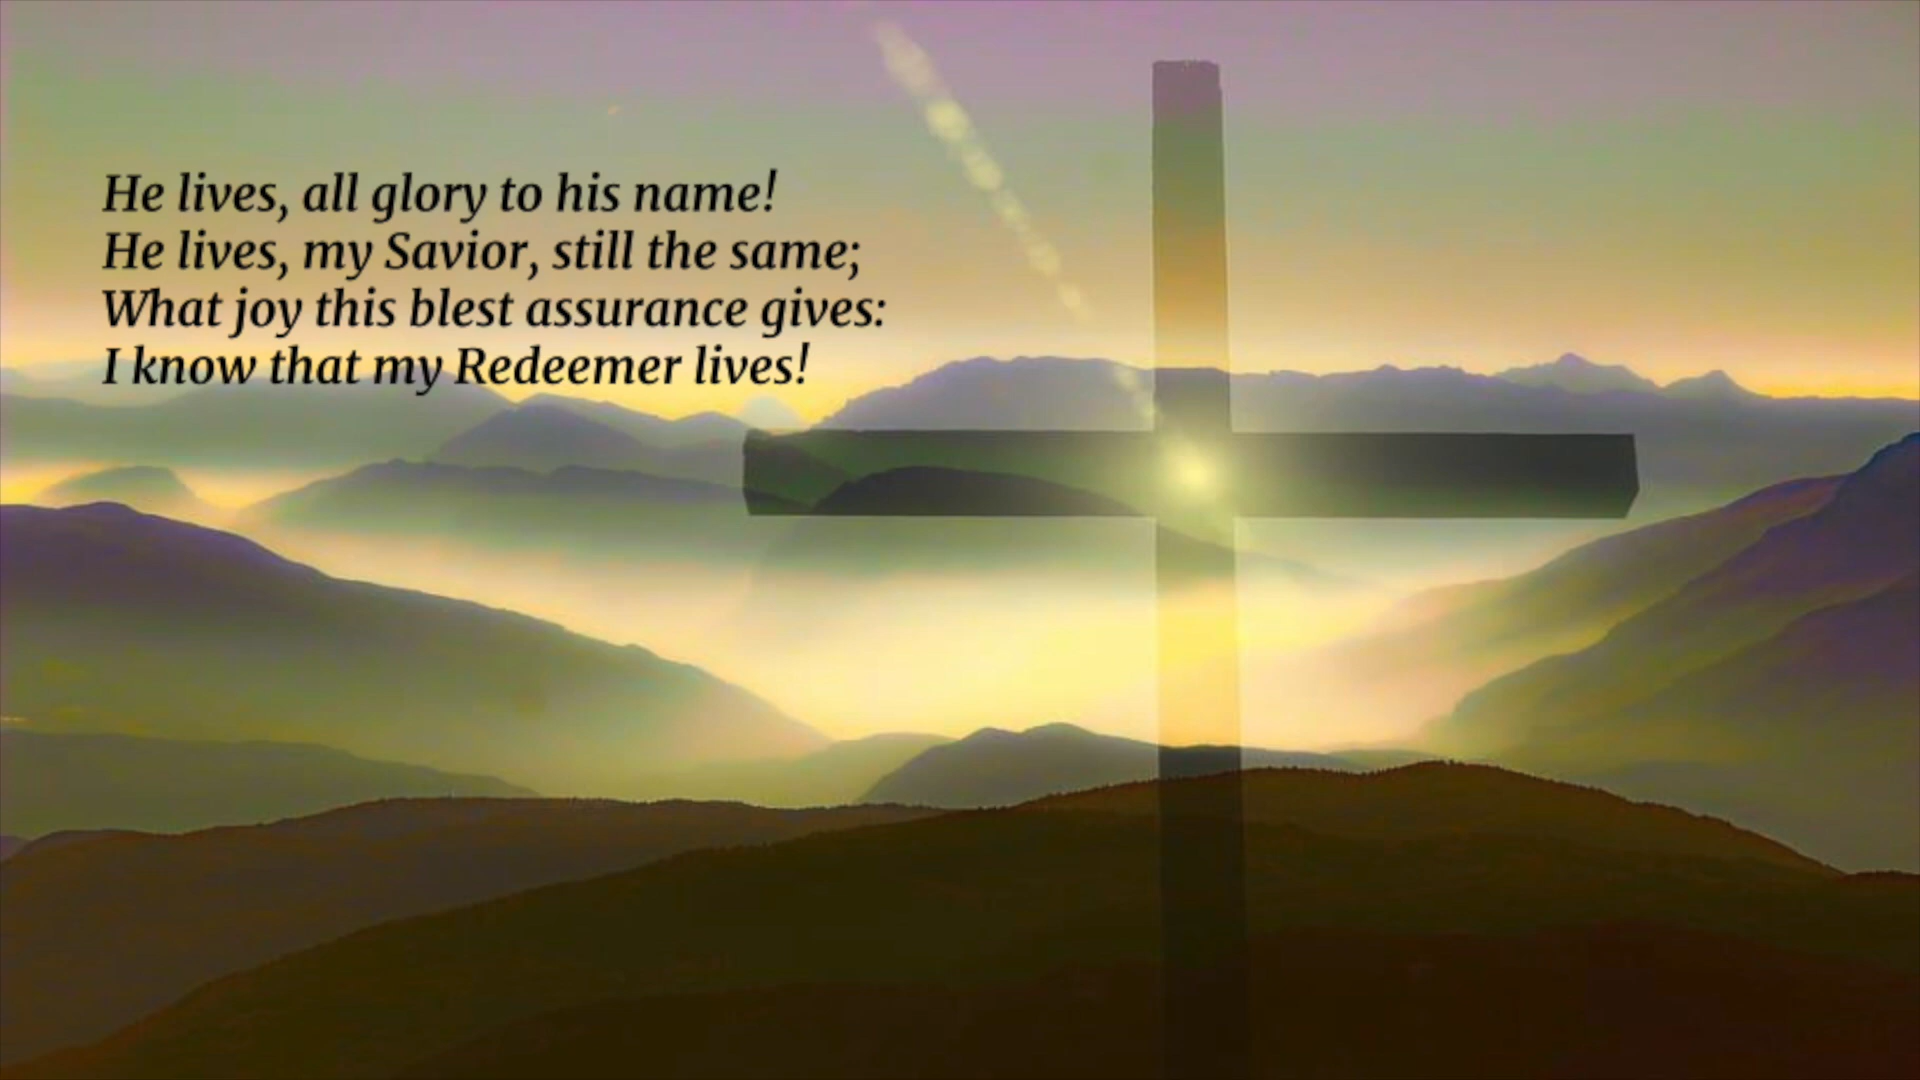 He lives, all glory to his name!
He lives, my Savior, still the same;
What joy this blest assurance gives:
I know that my Redeemer lives!